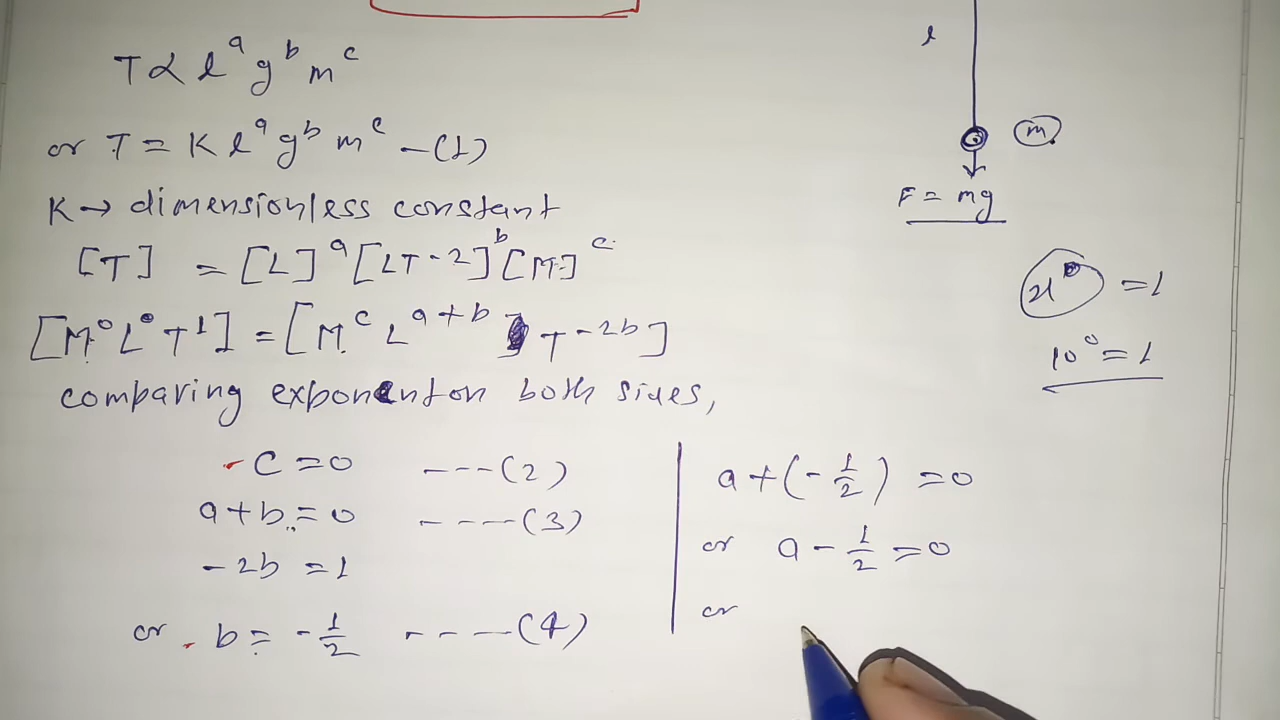 T ∝ l^a g^b m^c
or T = K l^a g^b m^c -(1)
K → dimensionless constant
[T] = [L]^a [LT-2]^b [M]^c
[M^0 L^0 T^1] = [M^c L^a+b T^-2b]
comparing exponent on both sides,
C = 0 ---(2)
a + b = 0 ----(3)
-2b = 1
or b = -1/2 ----(4)
a + (-1/2) = 0
or a - 1/2 = 0
or
l
m
F = mg
= 1
10^0 = 1